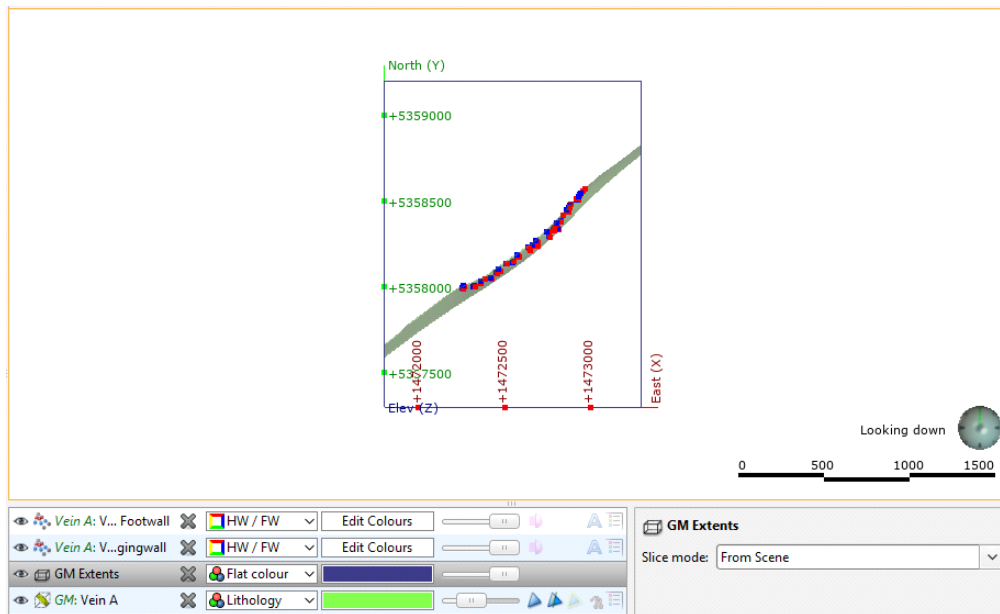 North (Y)
+5359000
+5358500
+5358000
+5357500
+1472000
+1472500
+1473000
East (X)
Elev (Z)
Looking down
0 500 1000 1500
Vein A: V... Footwall HW / FW Edit Colours
Vein A: V...gingwall HW / FW Edit Colours
GM Extents Flat colour
GM: Vein A Lithology
GM Extents
Slice mode: From Scene